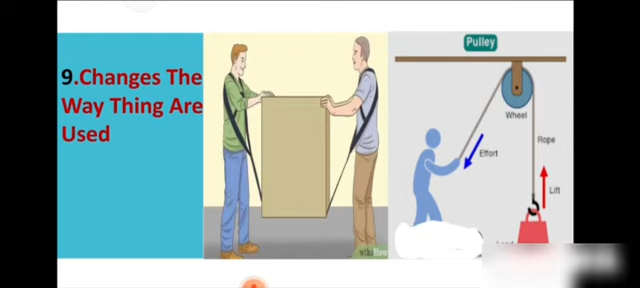 9.Changes The
Way Thing Are
Used
wikiHow
Pulley
Wheel
Rope
Effort
Lift